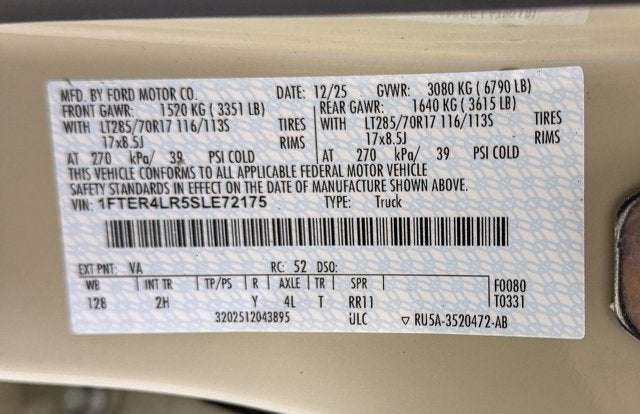 MFD. BY FORD MOTOR CO. DATE: 12/25 GVWR: 3080 KG ( 6790 LB)
FRONT GAWR: 1520 KG ( 3351 LB) REAR GAWR: 1640 KG ( 3615 LB)
WITH LT285/70R17 116/113S TIRES WITH LT285/70R17 116/113S TIRES
17x8.5J RIMS 17x8.5J RIMS
AT 270 kPa/ 39 PSI COLD AT 270 kPa/ 39 PSI COLD
THIS VEHICLE CONFORMS TO ALL APPLICABLE FEDERAL MOTOR VEHICLE
SAFETY STANDARDS IN EFFECT ON THE DATE OF MANUFACTURE SHOWN ABOVE.
VIN: 1FTER4LR5SLE72175 TYPE: Truck
EXT PNT: VA RC: 52 DSO:
WB INT TR TP/PS R AXLE TR SPR F0080
128 2H Y 4L T RR11 T0331
3202512043895 ULC ▽ RU5A-3520472-AB